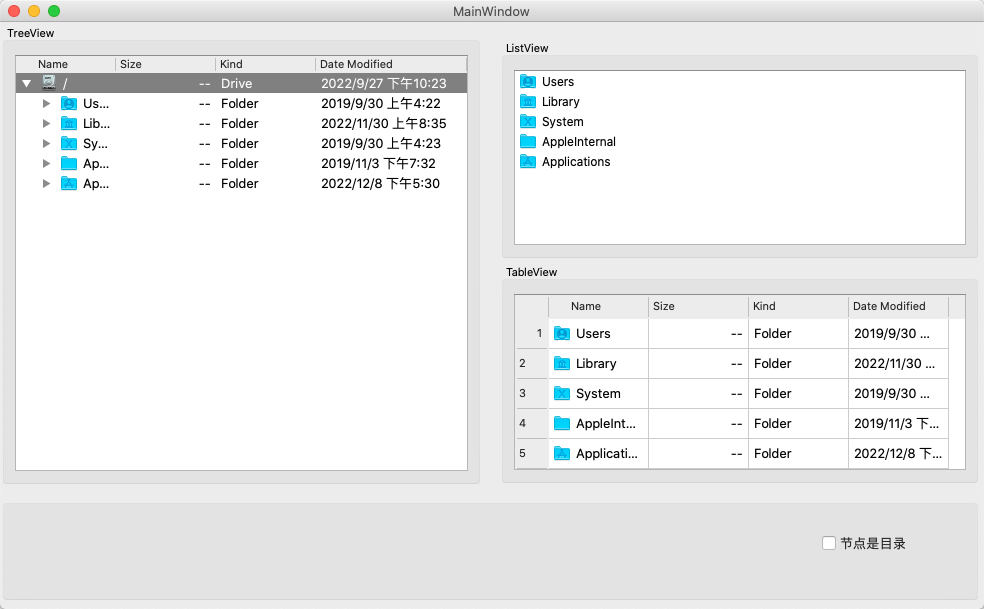 MainWindow
TreeView
Name Size Kind Date Modified
/ -- Drive 2022/9/27 下午10:23
Us... -- Folder 2019/9/30 上午4:22
Lib... -- Folder 2022/11/30 上午8:35
Sy... -- Folder 2019/9/30 上午4:23
Ap... -- Folder 2019/11/3 下午7:32
Ap... -- Folder 2022/12/8 下午5:30
ListView
Users
Library
System
AppleInternal
Applications
TableView
Name Size Kind Date Modified
1 Users -- Folder 2019/9/30 ...
2 Library -- Folder 2022/11/30 ...
3 System -- Folder 2019/9/30 ...
4 AppleInt... -- Folder 2019/11/3 下...
5 Applicati... -- Folder 2022/12/8 下...
节点是目录